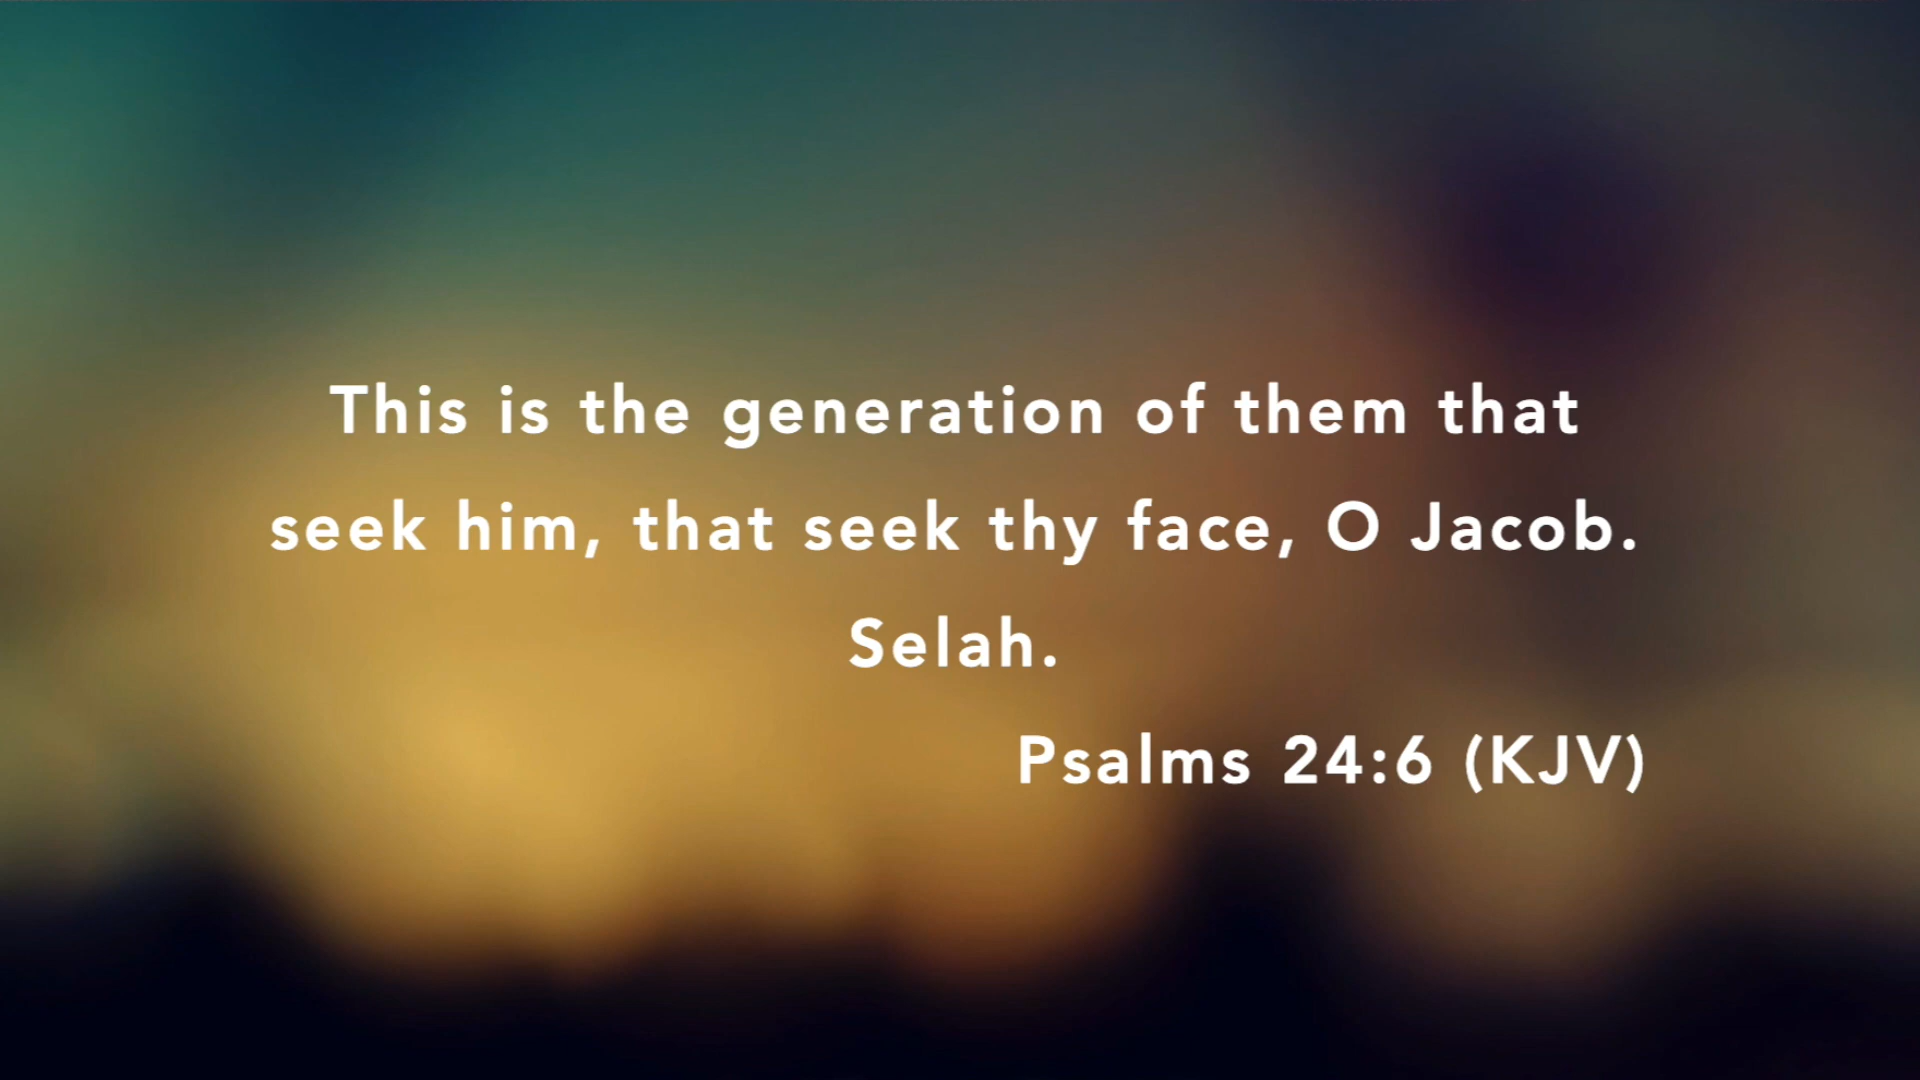 This is the generation of them that
seek him, that seek thy face, O Jacob.
Selah.
Psalms 24:6 (KJV)